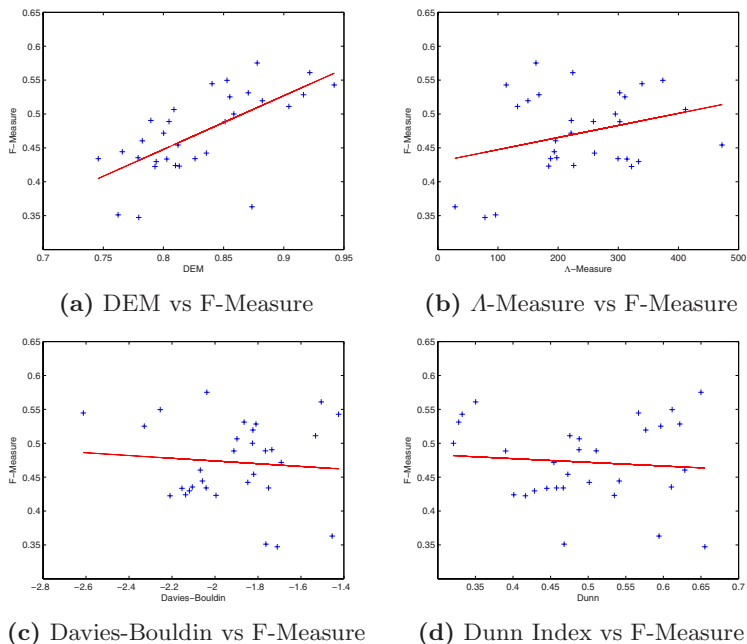 0.65
0.6
0.55
0.5
0.45
0.4
0.35
F-Measure
0.7 0.75 0.8 0.85 0.9 0.95
DEM
(a) DEM vs F-Measure
0.65
0.6
0.55
0.5
0.45
0.4
0.35
F-Measure
0 100 200 300 400 500
Λ-Measure
(b) Λ-Measure vs F-Measure
0.65
0.6
0.55
0.5
0.45
0.4
0.35
F-Measure
−2.8 −2.6 −2.4 −2.2 −2 −1.8 −1.6 −1.4
Davies-Bouldin
(c) Davies-Bouldin vs F-Measure
0.65
0.6
0.55
0.5
0.45
0.4
0.35
F-Measure
0.35 0.4 0.45 0.5 0.55 0.6 0.65 0.7
Dunn
(d) Dunn Index vs F-Measure